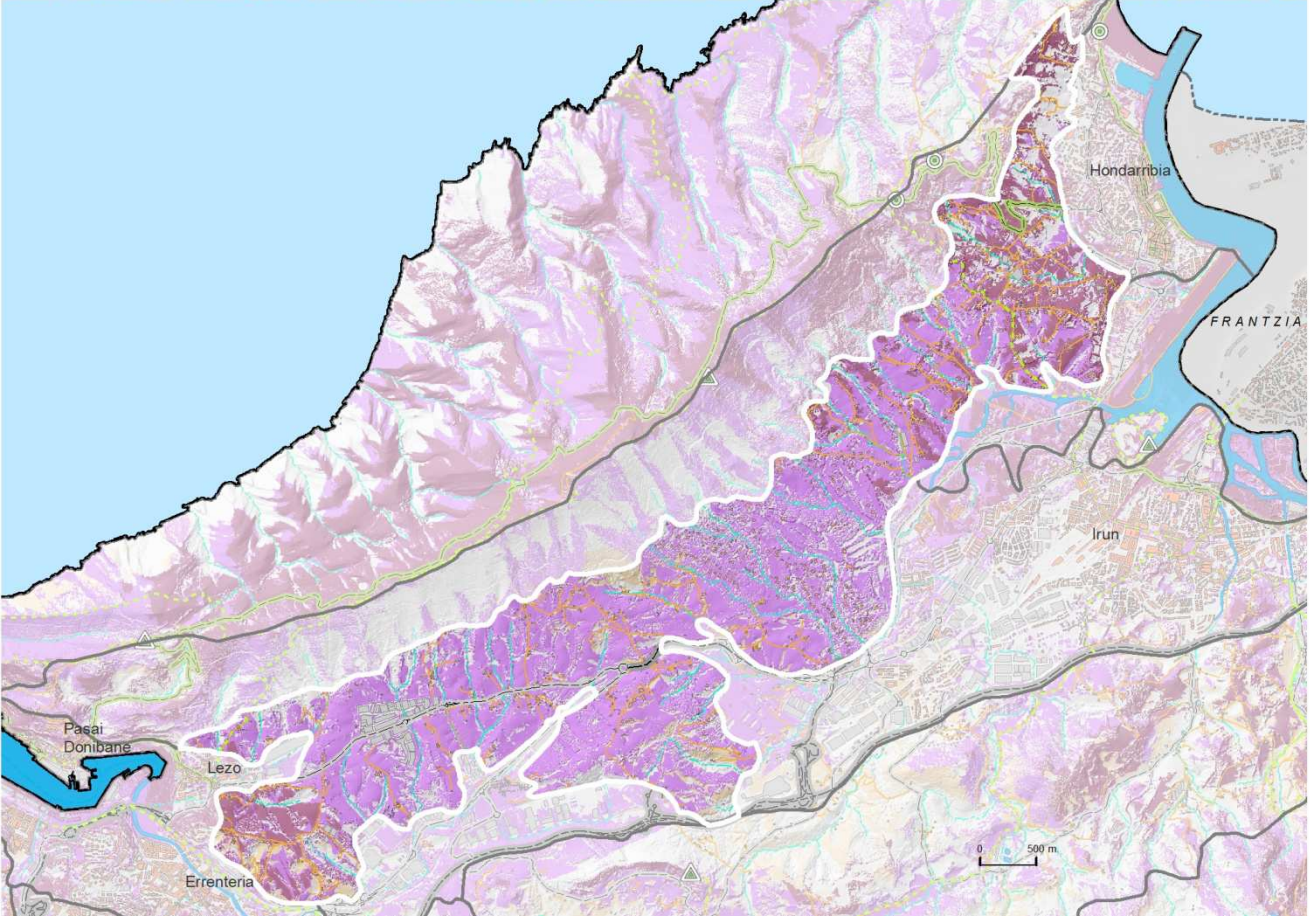 Hondarribia
FRANTZIA
Irun
Pasai
Donibane
Lezo
Errenteria
0 500 m